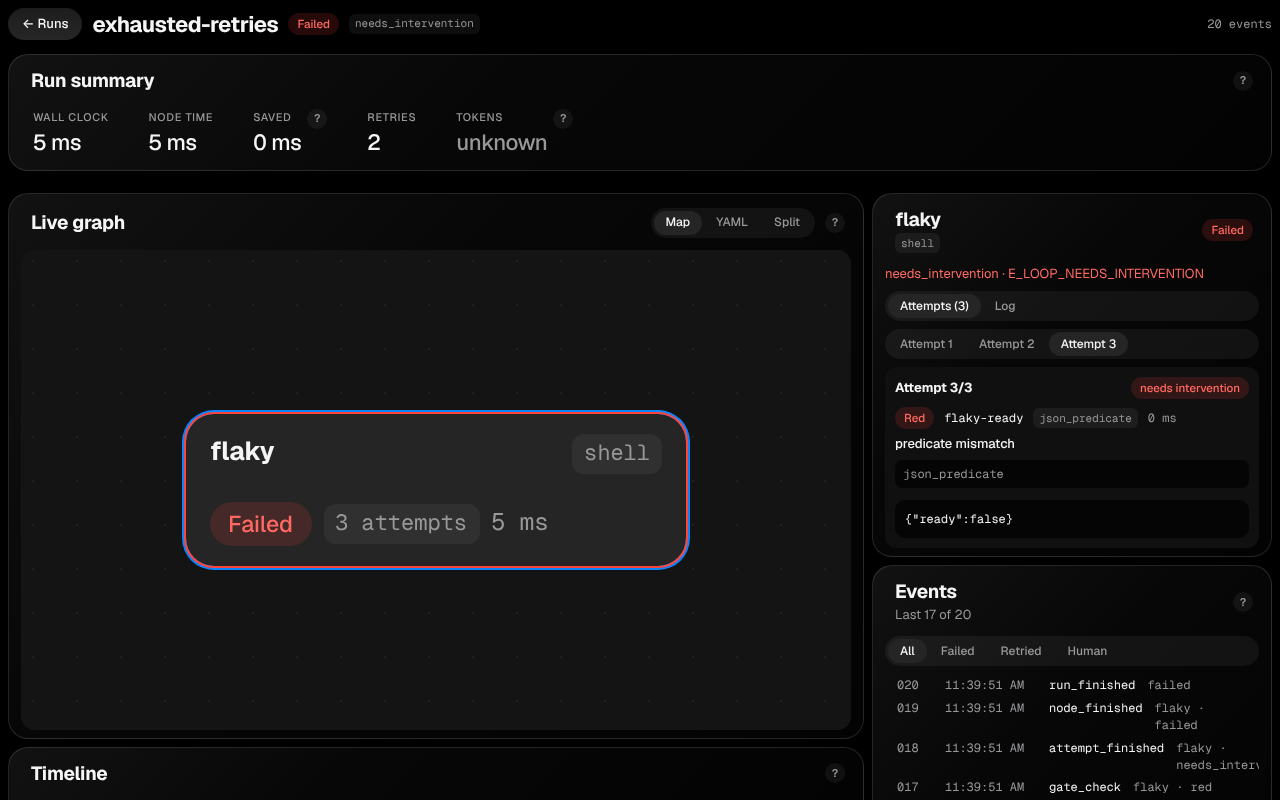 ← Runs exhausted-retries Failed needs_intervention 20 events
Run summary ?
WALL CLOCK NODE TIME SAVED ? RETRIES TOKENS ?
5 ms 5 ms 0 ms 2 unknown
Live graph Map YAML Split ?
flaky shell
Failed 3 attempts 5 ms
Timeline ?
flaky
shell
Failed
needs_intervention · E_LOOP_NEEDS_INTERVENTION
Attempts (3) Log
Attempt 1 Attempt 2 Attempt 3
Attempt 3/3 needs intervention
Red flaky-ready json_predicate 0 ms
predicate mismatch
json_predicate
{"ready":false}
Events
Last 17 of 20
?
All Failed Retried Human
020 11:39:51 AM run_finished failed
019 11:39:51 AM node_finished flaky ·
failed
018 11:39:51 AM attempt_finished flaky ·
needs_interv
017 11:39:51 AM gate_check flaky · red